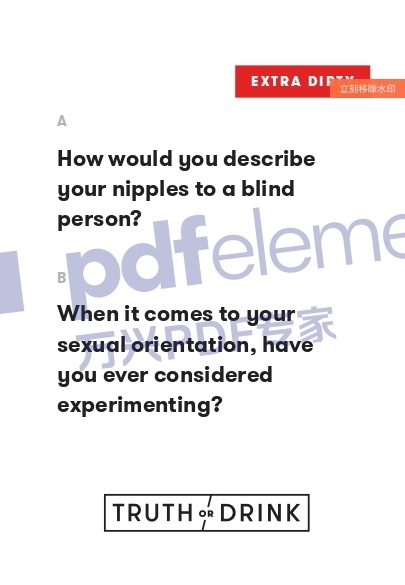 EXTRA DIRTY
立刻移除水印
A
How would you describe
your nipples to a blind
person?
pdfeleme
B
When it comes to your
万兴PDF专家
sexual orientation, have
you ever considered
experimenting?
TRUTH OR DRINK